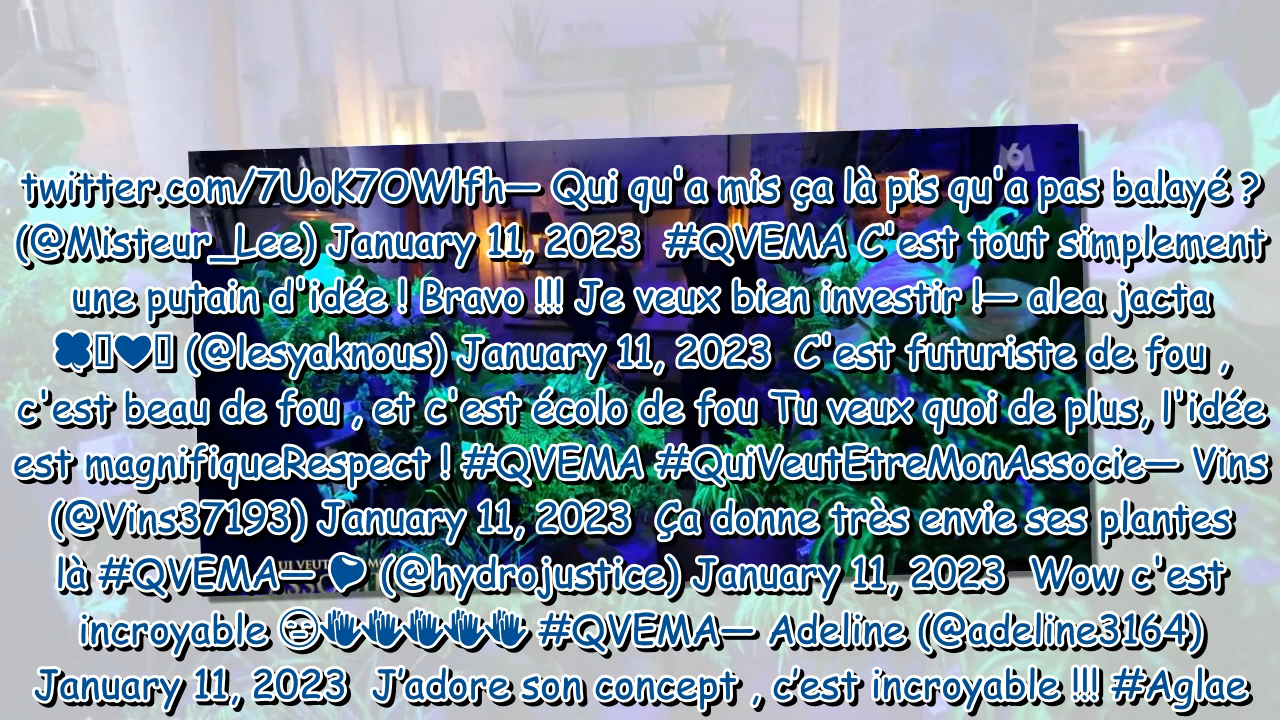 M6
twitter.com/7UoK7OWlfh— Qui qu'a mis ça là pis qu'a pas balayé ?
(@Misteur_Lee) January 11, 2023 #QVEMA C'est tout simplement
une putain d'idée ! Bravo !!! Je veux bien investir !— alea jacta
🍀▯♥▯ (@lesyaknous) January 11, 2023 C'est futuriste de fou ,
c'est beau de fou , et c'est écolo de fou Tu veux quoi de plus, l'idée
est magnifiqueRespect ! #QVEMA #QuiVeutEtreMonAssocie— Vins
(@Vins37193) January 11, 2023 Ça donne très envie ses plantes
là #QVEMA— (@hydrojustice) January 11, 2023 Wow c'est
incroyable 😒👏👏👏👏👏 #QVEMA— Adeline (@adeline3164)
January 11, 2023 J’adore son concept , c’est incroyable !!! #Aglae